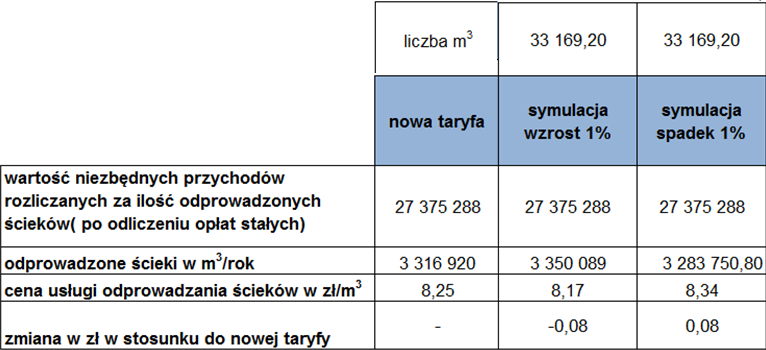 liczba m³ 33 169,20 33 169,20
nowa taryfa symulacja wzrost 1% symulacja spadek 1%
wartość niezbędnych przychodów
rozliczanych za ilość odprowadzonych
ścieków( po odliczeniu opłat stałych) 27 375 288 27 375 288 27 375 288
odprowadzone ścieki w m³/rok 3 316 920 3 350 089 3 283 750,80
cena usługi odprowadzania ścieków w zł/m³ 8,25 8,17 8,34
zmiana w zł w stosunku do nowej taryfy - -0,08 0,08